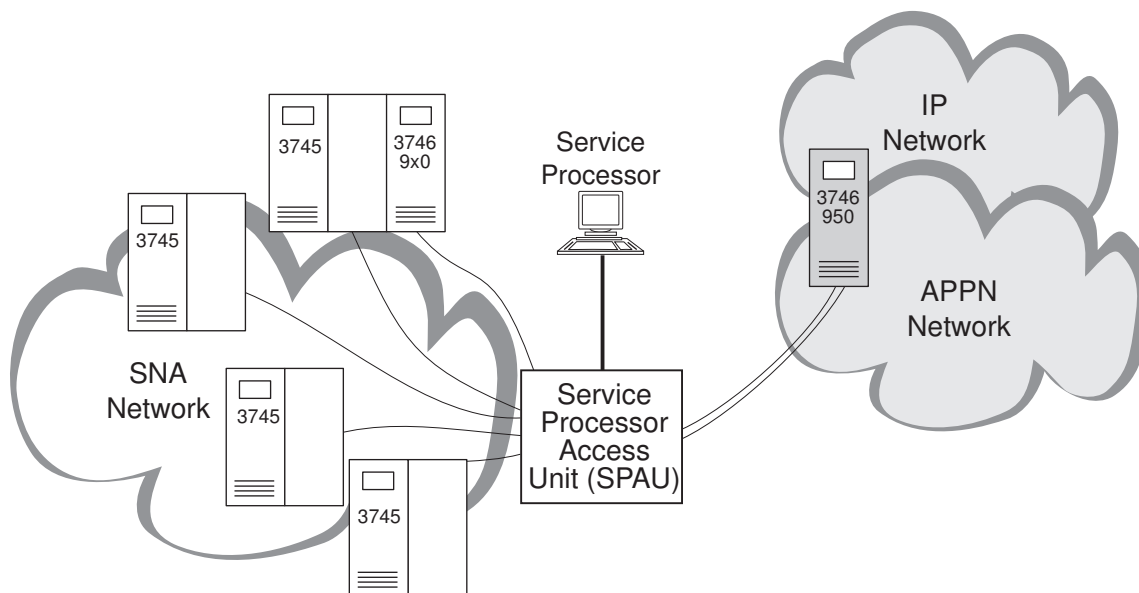 3745
3746
9x0
Service
Processor
IP
Network
3745
3746
950
APPN
Network
SNA
Network
3745
Service
Processor
Access
Unit (SPAU)
3745